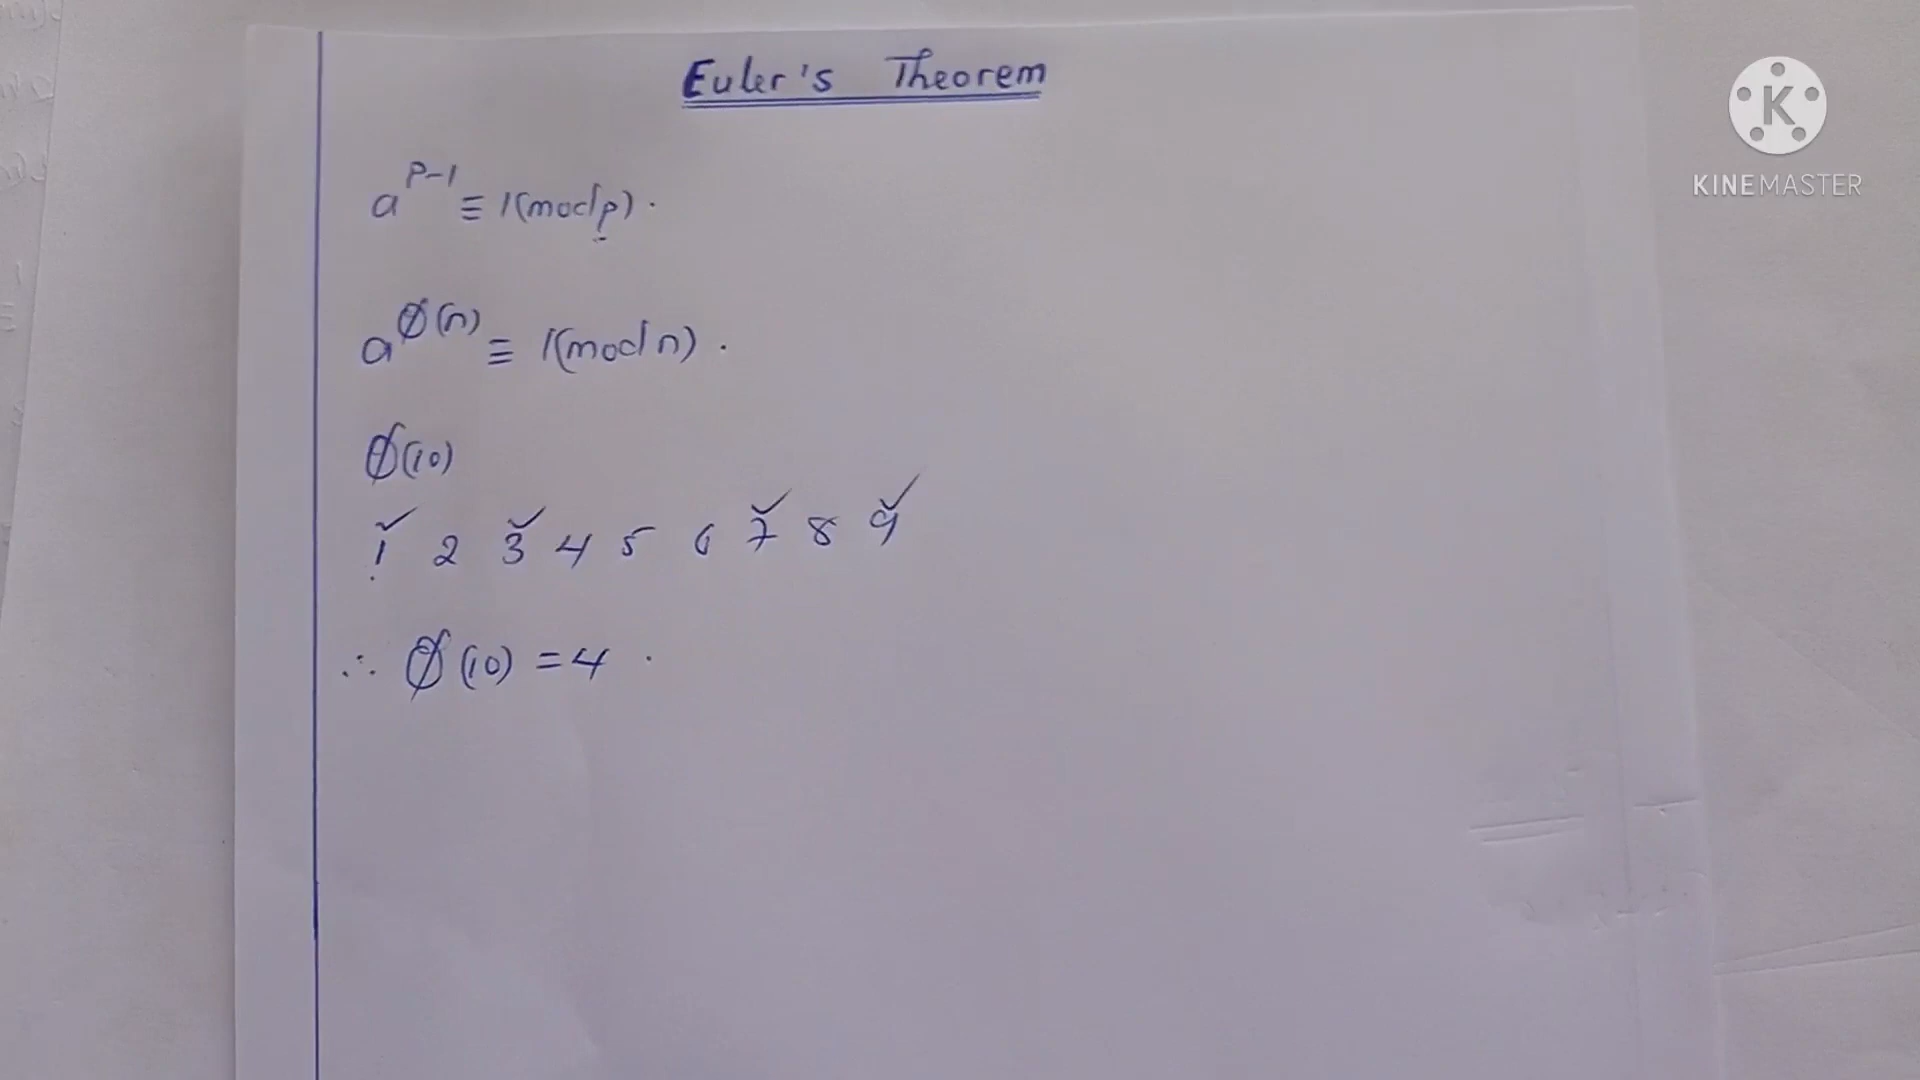 Euler's Theorem
a^{p-1} ≡ 1(mod p).
a^{Ø(n)} ≡ 1(mod n).
Ø(10)
1 2 3 4 5 6 7 8 9
∴ Ø(10) = 4.
K
KINEMASTER